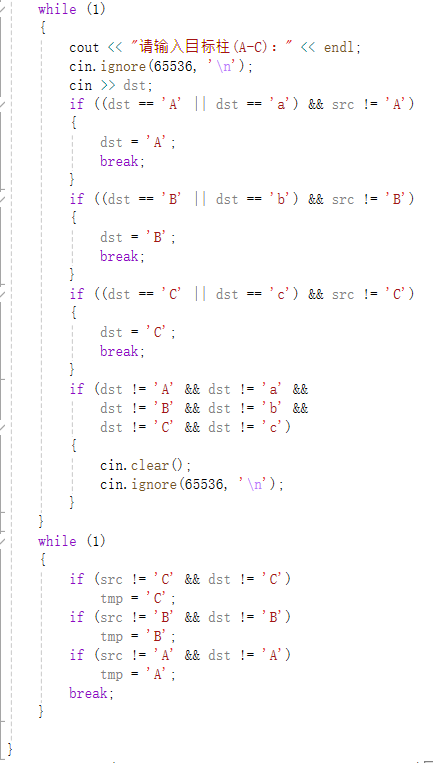 while (1)
{
cout << "请输入目标柱(A-C)：" << endl;
cin.ignore(65536, '\n');
cin >> dst;
if ((dst == 'A' || dst == 'a') && src != 'A')
{
dst = 'A';
break;
}
if ((dst == 'B' || dst == 'b') && src != 'B')
{
dst = 'B';
break;
}
if ((dst == 'C' || dst == 'c') && src != 'C')
{
dst = 'C';
break;
}
if (dst != 'A' && dst != 'a' &&
dst != 'B' && dst != 'b' &&
dst != 'C' && dst != 'c')
{
cin.clear();
cin.ignore(65536, '\n');
}
}
while (1)
{
if (src != 'C' && dst != 'C')
tmp = 'C';
if (src != 'B' && dst != 'B')
tmp = 'B';
if (src != 'A' && dst != 'A')
tmp = 'A';
break;
}
}